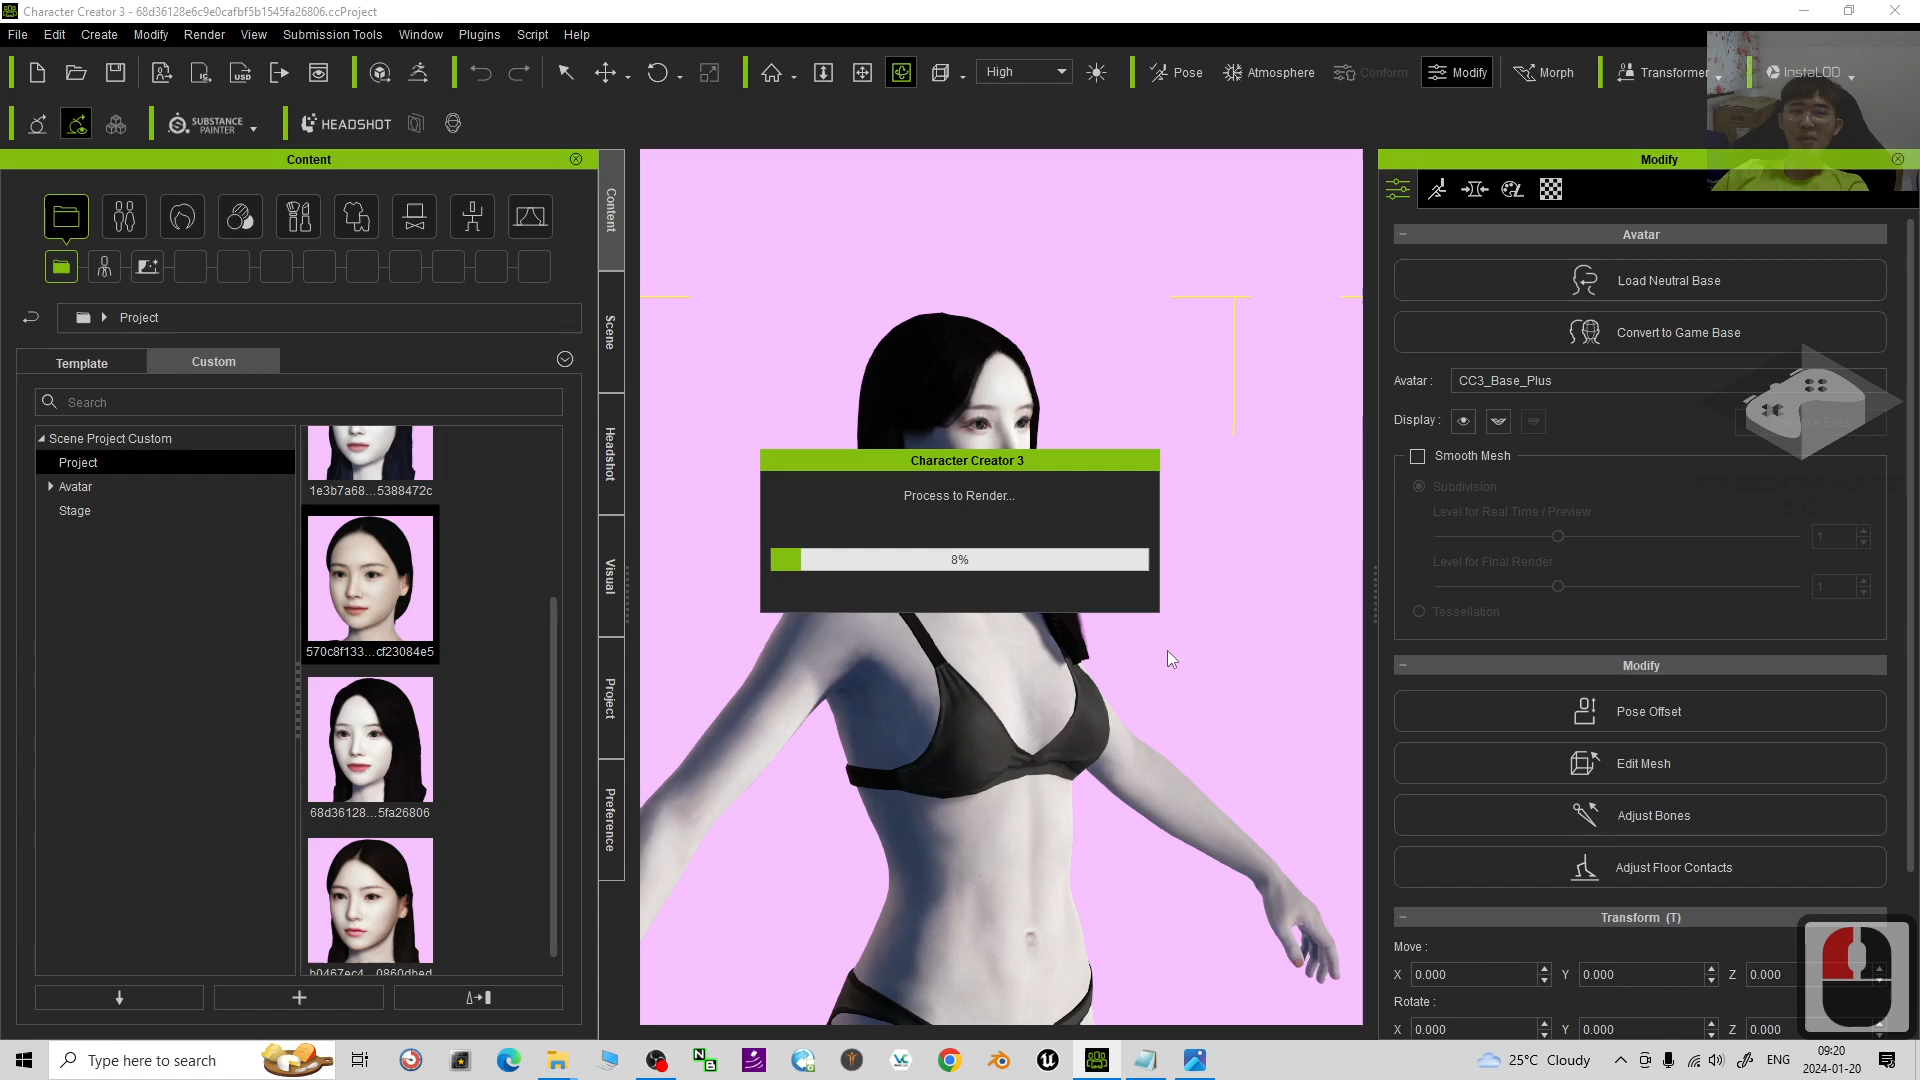 Character Creator 3 - 68d36128e6c9e0cafbf5b1545fa26806.ccProject
File Edit Create Modify Render View Submission Tools Window Plugins Script Help
High Pose Atmosphere Conform Modify Morph Transformer InstaLOD
SUBSTANCE PAINTER HEADSHOT
Content
Modify
Content
Scene
Headshot
Visual
Project
Preference
Project
Template Custom
Search
Scene Project Custom
Project
Avatar
Stage
1e3b7a68...5388472c
570c8f133...cf23084e5
68d36128...5fa26806
b0467ec4...0860dbed
Character Creator 3
Process to Render...
8%
Avatar
Load Neutral Base
Convert to Game Base
Avatar : CC3_Base_Plus
Display :
Smooth Mesh
Subdivision
Level for Real Time / Preview
1
Level for Final Render
1
Tessellation
Modify
Pose Offset
Edit Mesh
Adjust Bones
Adjust Floor Contacts
Transform (T)
Move :
X 0.000 Y 0.000 Z 0.000
Rotate :
X 0.000 Y 0.000 Z 0.000
Type here to search
25°C Cloudy
ENG
09:20
2024-01-20